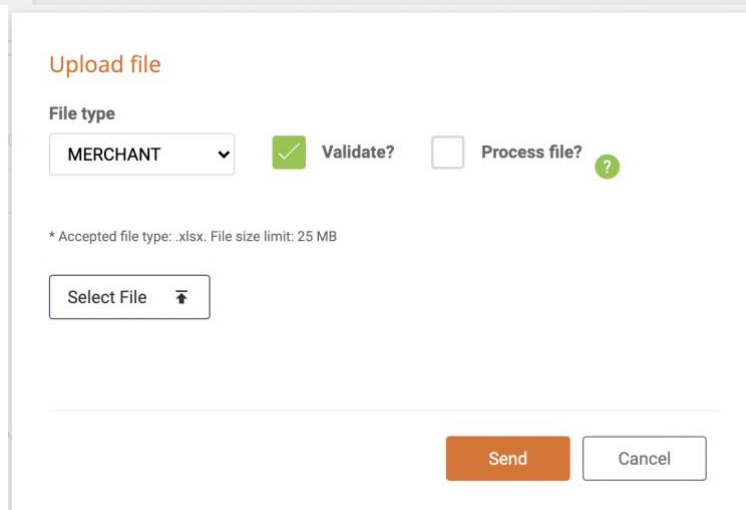 Upload file
File type
MERCHANT Validate? Process file? ?
* Accepted file type: .xlsx. File size limit: 25 MB
Select File
Send Cancel